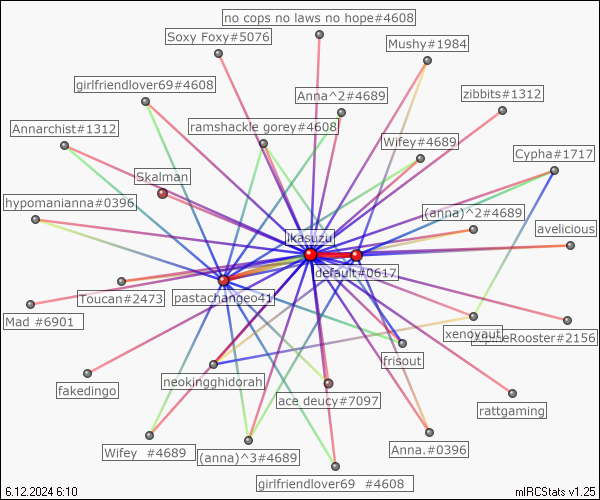 no cops no laws no hope#4608
Soxy Foxy#5076
Mushy#1984
girlfriendlover69#4608
Anna^2#4689
zibbits#1312
Annarchist#1312
ramshackle gorey#4608
Wifey#4689
Cypha#1717
Skalman
hypomanianna#0396
(anna)^2#4689
avelicious
ikasuzu
default#0617
Toucan#2473
pastachangeo41
Mad #6901
xenoyaut
Rooster#2156
frisout
fakedingo
neokingghidorah
ace deucy#7097
rattgaming
Wifey #4689
(anna)^3#4689
Anna.#0396
girlfriendlover69 #4608
6.12.2024 6:10
mIRCStats v1.25